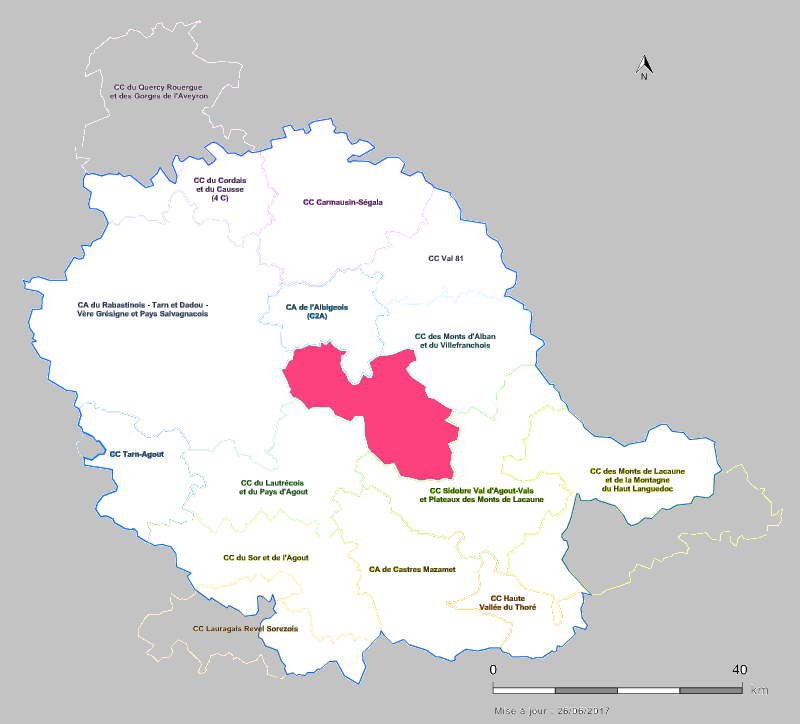 CC du Quercy Rouergue
et des Gorges de l'Aveyron
N
CC du Cordais
et du Causse
(4 C)
CC Carmausin-Ségala
CC Val 81
CA du Rabastinois - Tarn et Dadou -
Vère Grésigne et Pays Salvagnacois
CA de l'Albigeois
(C2A)
CC des Monts d'Alban
et du Villefranchois
CC Tarn-Agout
CC du Lautrécois
et du Pays d'Agout
CC Sidobre Val d'Agout-Vals
et Plateaux des Monts de Lacaune
CC des Monts de Lacaune
et de la Montagne
du Haut Languedoc
CC du Sor et de l'Agout
CA de Castres Mazamet
CC Haute
Vallée du Thoré
CC Lauragais Revel Sorezois
0 40
km
Mise à jour : 26/06/2017